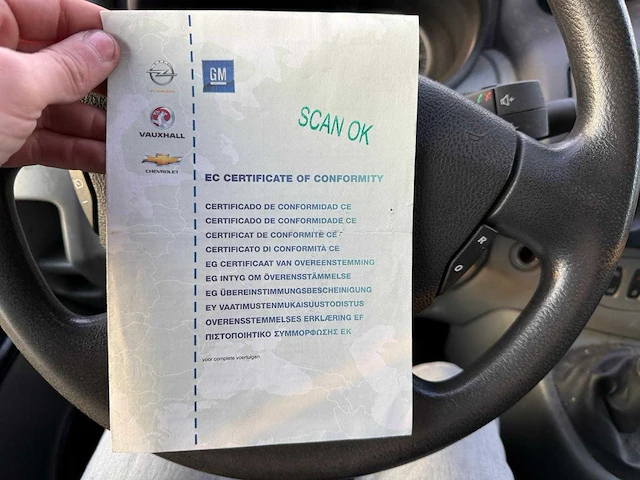 OPEL
GM
VAUXHALL
CHEVROLET
SCAN OK
EC CERTIFICATE OF CONFORMITY
CERTIFICADO DE CONFORMIDAD CE
CERTIFICADO DE CONFORMIDADE CE
CERTIFICAT DE CONFORMITE CE
CERTIFICATO DI CONFORMITÀ CE
EG CERTIFICAAT VAN OVEREENSTEMMING
EG INTYG OM ÖVERENSSTÄMMELSE
EG ÜBEREINSTIMMUNGSBESCHEINIGUNG
EY VAATIMUSTENMUKAISUUSTODISTUS
OVERENSSTEMMELSES ERKLÆRING EF
ΠΙΣΤΟΠΟΙΗΤΙΚΟ ΣΥΜΜΟΡΦΩΣΗΣ ΕΚ
voor complete voertuigen
R
O